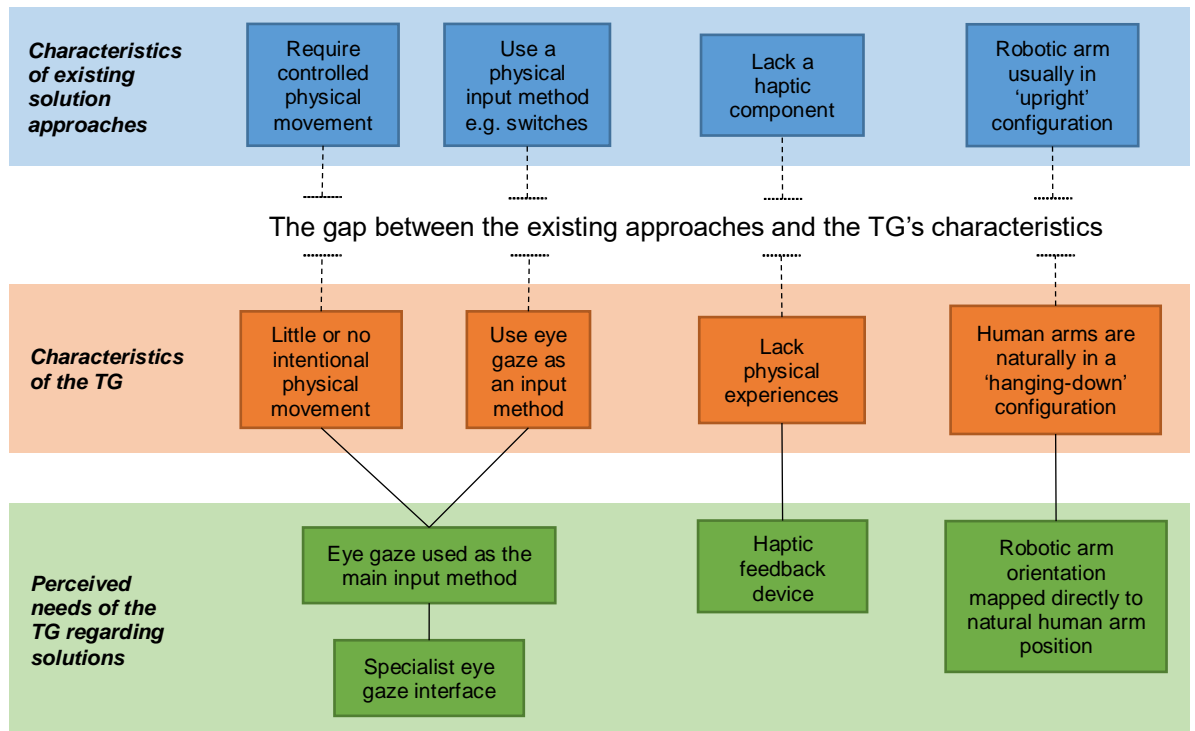 Characteristics
of existing
solution
approaches
Require
controlled
physical
movement
Use a
physical
input method
e.g. switches
Lack a
haptic
component
Robotic arm
usually in
‘upright’
configuration
The gap between the existing approaches and the TG’s characteristics
Characteristics
of the TG
Little or no
intentional
physical
movement
Use eye
gaze as
an input
method
Lack
physical
experiences
Human arms are
naturally in a
‘hanging-down’
configuration
Perceived
needs of the
TG regarding
solutions
Eye gaze used as the
main input method
Specialist eye
gaze interface
Haptic
feedback
device
Robotic arm
orientation
mapped directly to
natural human arm
position